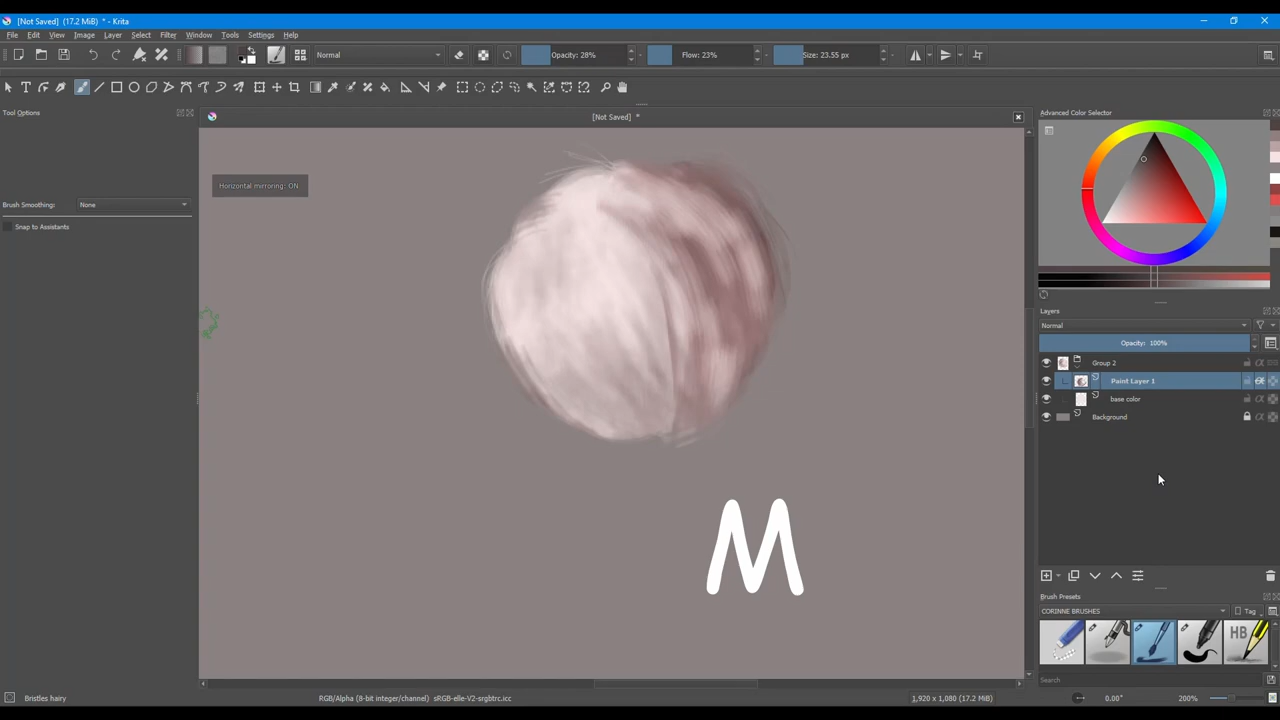 [Not Saved] (17.2 MiB) * - Krita
File Edit View Image Layer Select Filter Tools Settings Window Help
Normal Opacity: 28% Flow: 23% Size: 23.55 px
Tool Options
[Not Saved] *
Advanced Color Selector
Horizontal mirroring: ON
Brush Smoothing: None
Snap to Assistants
Layers
Normal
Opacity: 100%
Group 2
Paint Layer 1
base color
Background
M
Brush Presets
CORINNE BRUSHES Tag
HB
Search
Bristles hairy RGB/Alpha (8-bit integer/channel) sRGB-elle-V2-srgbtrc.icc 1,920 x 1,080 (17.2 MiB) 0.00° 200%